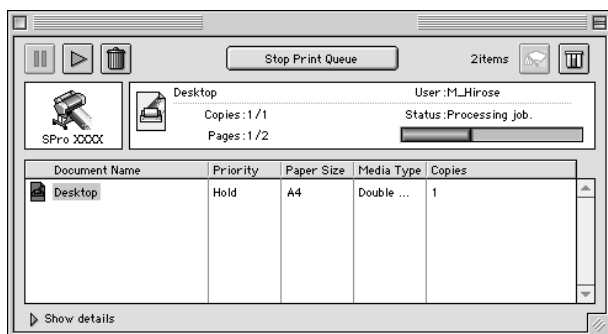 Stop Print Queue 2items
Desktop User:M_Hirose
Copies:1/1 Status:Processing job.
SPro XXXX Pages:1/2
Document Name Priority Paper Size Media Type Copies
Desktop Hold A4 Double ... 1
Show details